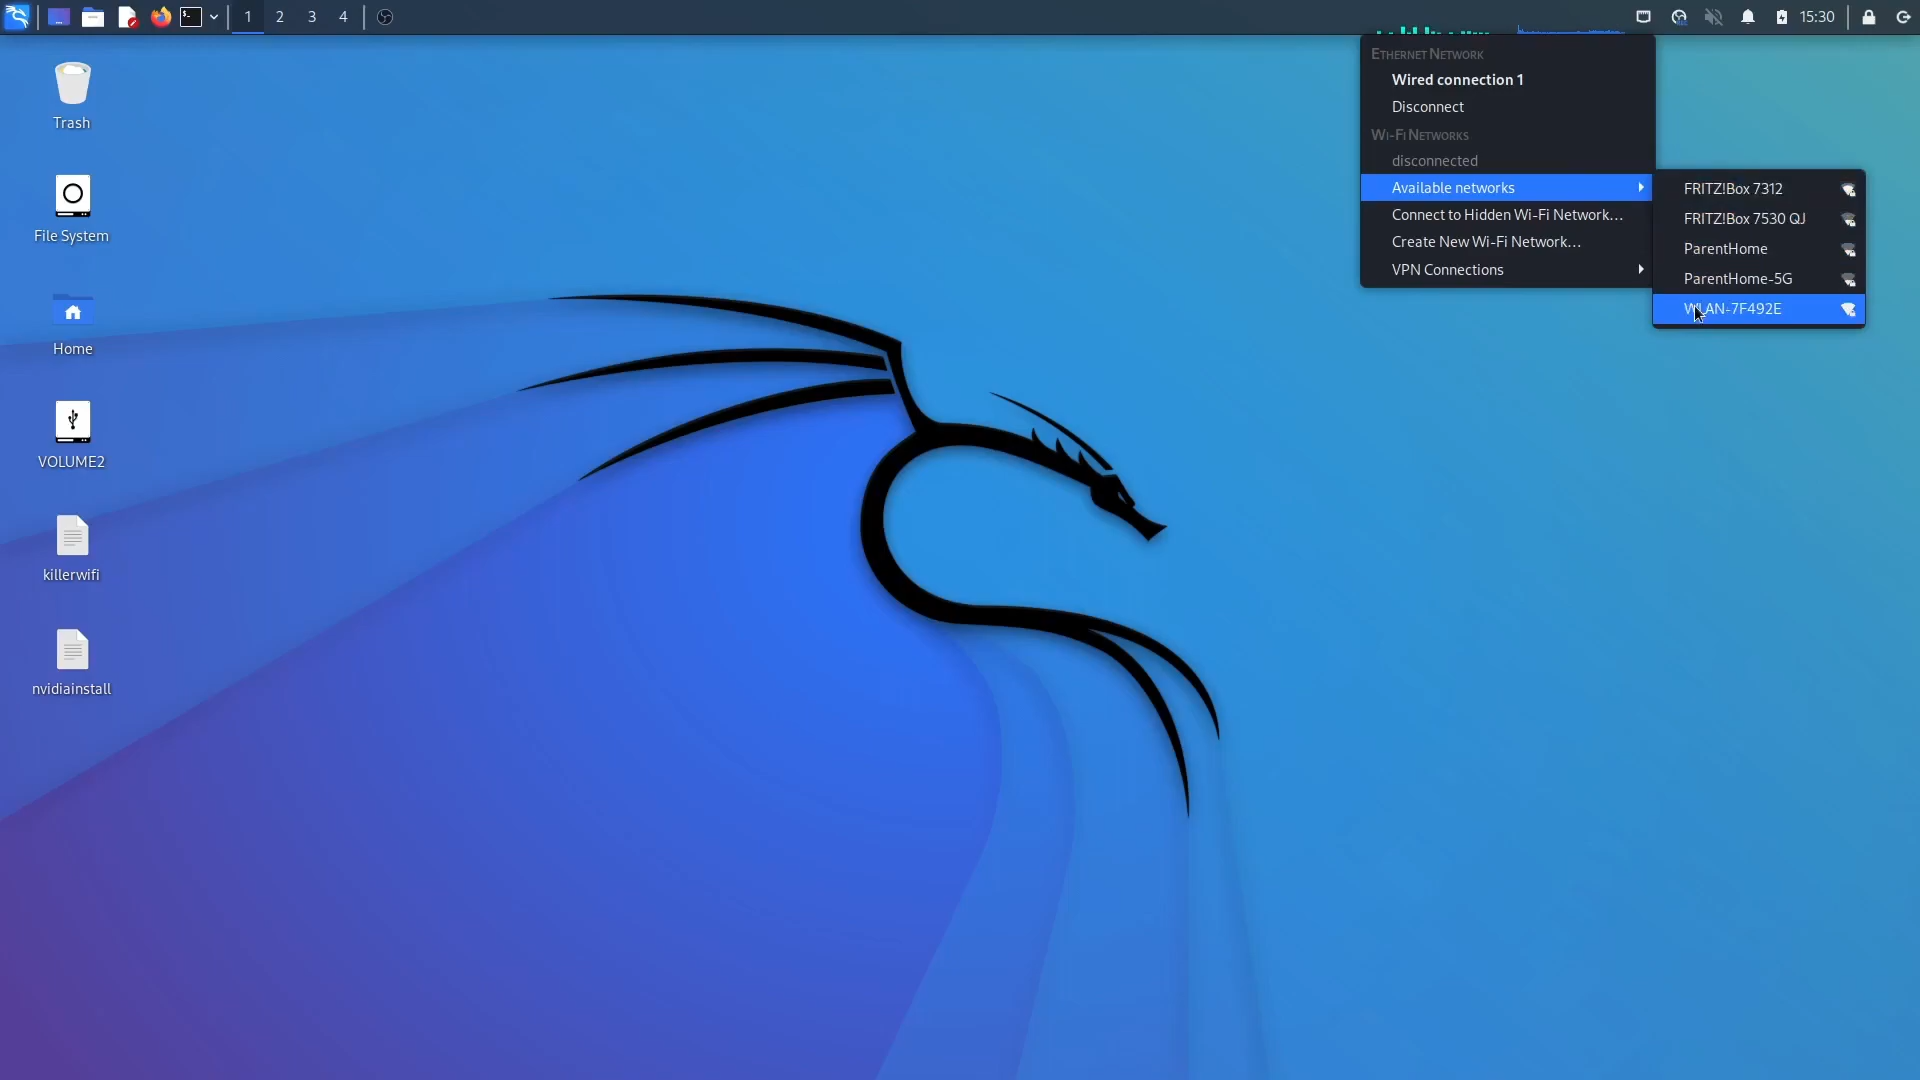 1 2 3 4 15:30
Trash
File System
Home
VOLUME2
killerwifi
nvidiainstall
Ethernet Network
Wired connection 1
Disconnect
Wi-Fi Networks
disconnected
Available networks
Connect to Hidden Wi-Fi Network...
Create New Wi-Fi Network...
VPN Connections
FRITZ!Box 7312
FRITZ!Box 7530 QJ
ParentHome
ParentHome-5G
WLAN-7F492E